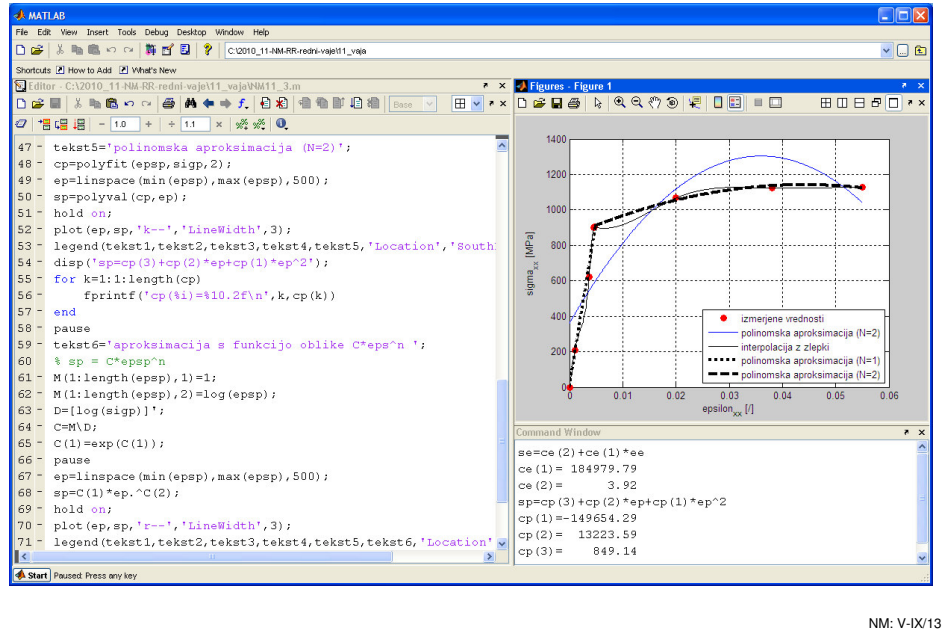 MATLAB
File Edit View Insert Tools Debug Desktop Window Help
C:\2010_11-NM-RR-redni-vaje\11_vaja
Shortcuts How to Add What's New
Editor - C:\2010_11-NM-RR-redni-vaje\11_vaja\NM11_3.m
Base
1.0
1.1
47 - tekst5='polinomska aproksimacija (N=2)';
48 - cp=polyfit(epsp,sigp,2);
49 - ep=linspace(min(epsp),max(epsp),500);
50 - sp=polyval(cp,ep);
51 - hold on;
52 - plot(ep,sp,'k--','LineWidth',3);
53 - legend(tekst1,tekst2,tekst3,tekst4,tekst5,'Location','South
54 - disp('sp=cp(3)+cp(2)*ep+cp(1)*ep^2');
55 - for k=1:1:length(cp)
56 - fprintf('cp(%i)=%10.2f\n',k,cp(k))
57 - end
58 - pause
59 - tekst6='aproksimacija s funkcijo oblike C*eps^n ';
60 % sp = C*epsp^n
61 - M(1:length(epsp),1)=1;
62 - M(1:length(epsp),2)=log(epsp);
63 - D=[log(sigp)]';
64 - C=M\D;
65 - C(1)=exp(C(1));
66 - pause
67 - ep=linspace(min(epsp),max(epsp),500);
68 - sp=C(1)*ep.^C(2);
69 - hold on;
70 - plot(ep,sp,'r--','LineWidth',3);
71 - legend(tekst1,tekst2,tekst3,tekst4,tekst5,tekst6,'Location'
Figures - Figure 1
1400
1200
1000
800
600
400
200
0
sigma_xx [MPa]
izmerjene vrednosti
polinomska aproksimacija (N=2)
interpolacija z zlepki
polinomska aproksimacija (N=1)
polinomska aproksimacija (N=2)
0 0.01 0.02 0.03 0.04 0.05 0.06
epsilon_xx [/]
Command Window
se=ce(2)+ce(1)*ee
ce(1)= 184979.79
ce(2)= 3.92
sp=cp(3)+cp(2)*ep+cp(1)*ep^2
cp(1)=-149654.29
cp(2)= 13223.59
cp(3)= 849.14
Start Paused: Press any key
NM: V-IX/13